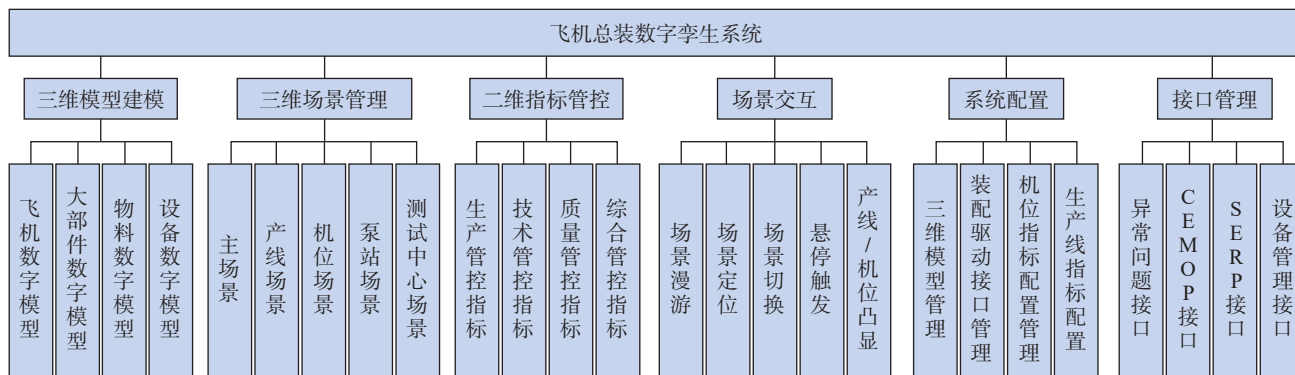 飞机总装数字孪生系统
三维模型建模
三维场景管理
二维指标管控
场景交互
系统配置
接口管理
飞机数字模型
大部件数字模型
物料数字模型
设备数字模型
主场景
产线场景
机位场景
泵站场景
测试中心场景
生产管控指标
技术管控指标
质量管控指标
综合管控指标
场景漫游
场景定位
场景切换
悬停触发
产线/机位凸显
三维模型管理
装配驱动接口管理
机位指标配置管理
生产线指标配置
异常问题接口
CEMOP接口
SERP接口
设备管理接口